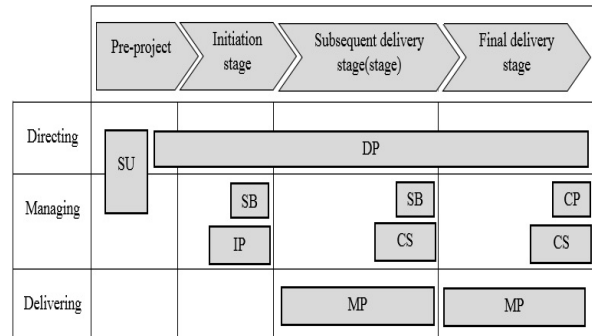 Pre-project
Initiation
stage
Subsequent delivery
stage(stage)
Final delivery
stage
Directing
SU
DP
Managing
SB
SB
CP
IP
CS
CS
Delivering
MP
MP